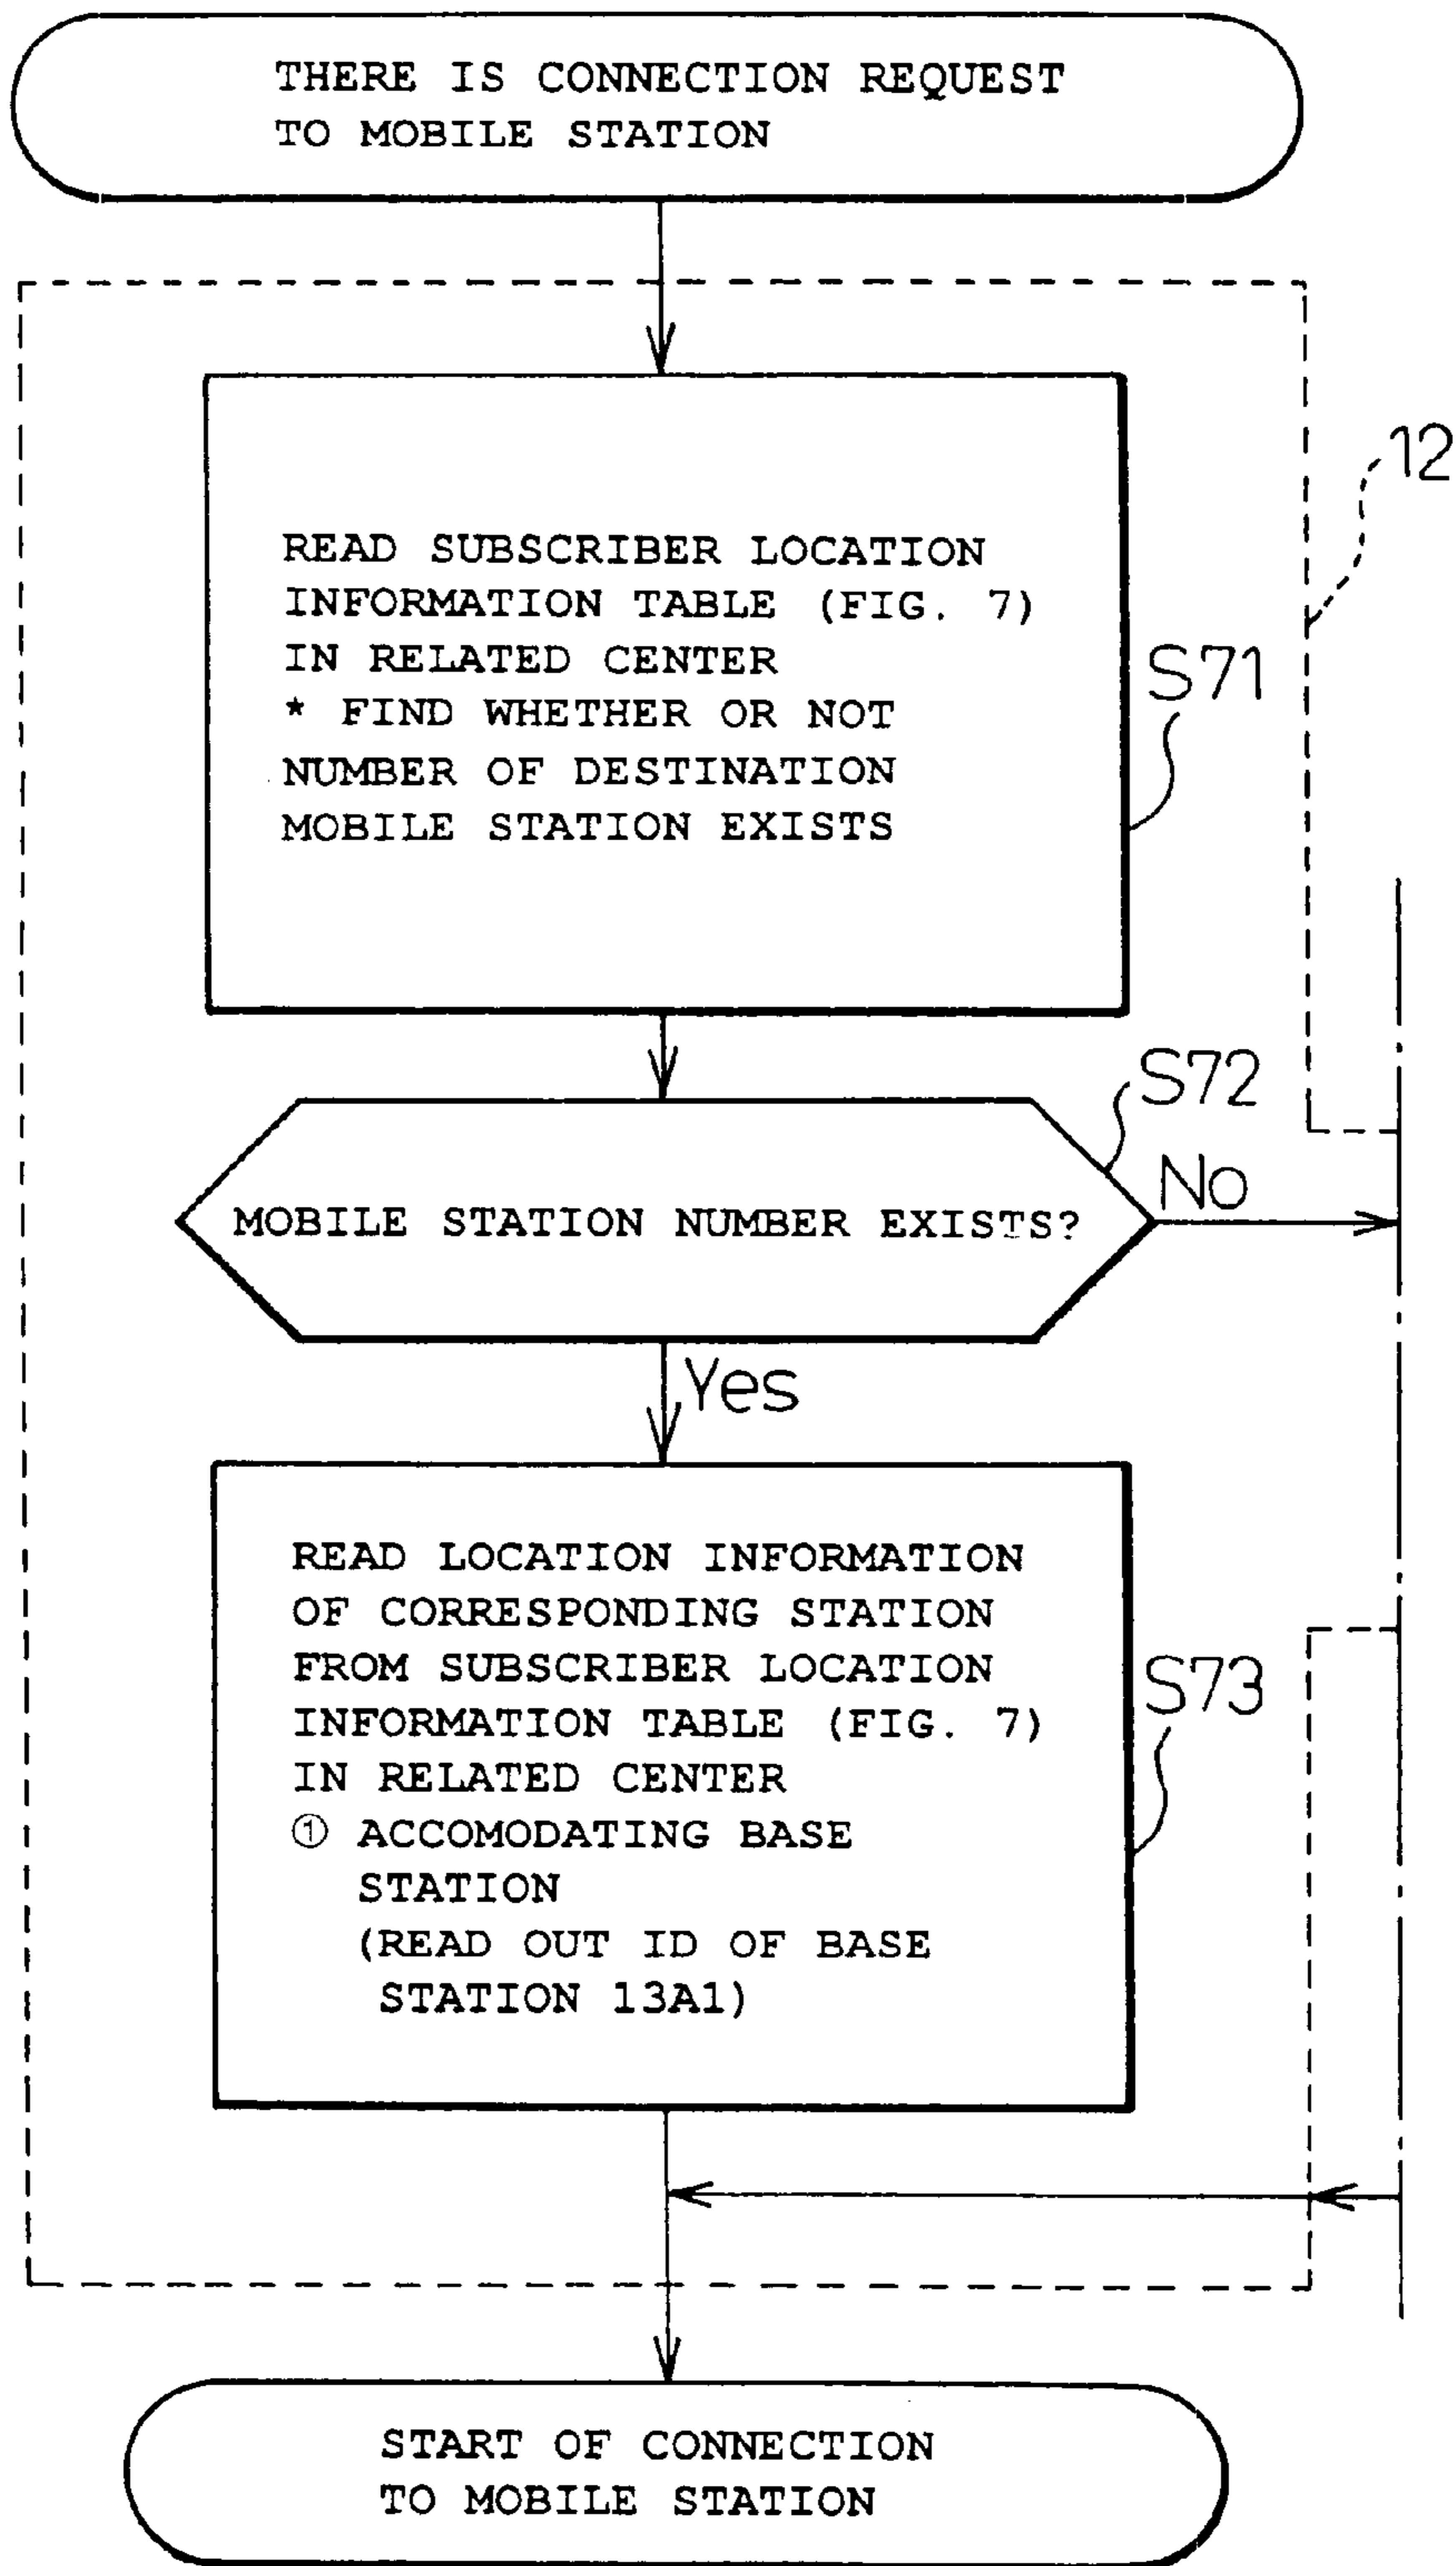 THERE IS CONNECTION REQUEST
TO MOBILE STATION
12
READ SUBSCRIBER LOCATION
INFORMATION TABLE (FIG. 7)
IN RELATED CENTER
* FIND WHETHER OR NOT
NUMBER OF DESTINATION
MOBILE STATION EXISTS
S71
S72
MOBILE STATION NUMBER EXISTS?
No
Yes
READ LOCATION INFORMATION
OF CORRESPONDING STATION
FROM SUBSCRIBER LOCATION
INFORMATION TABLE (FIG. 7)
IN RELATED CENTER
① ACCOMODATING BASE
STATION
(READ OUT ID OF BASE
STATION 13A1)
S73
START OF CONNECTION
TO MOBILE STATION